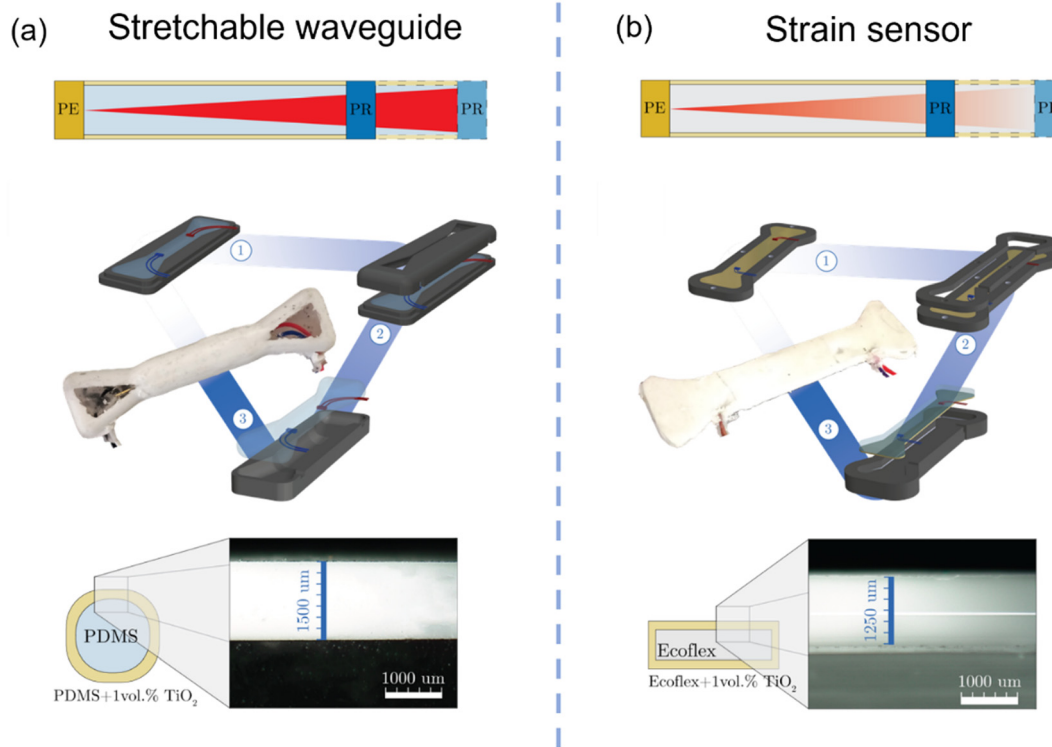 (a) Stretchable waveguide
PE PR PR
1
2
3
1500 um
PDMS
1000 um
PDMS+1vol.% TiO₂
(b) Strain sensor
PE PR
1
2
3
1250 um
Ecoflex
1000 um
Ecoflex+1vol.% TiO₂